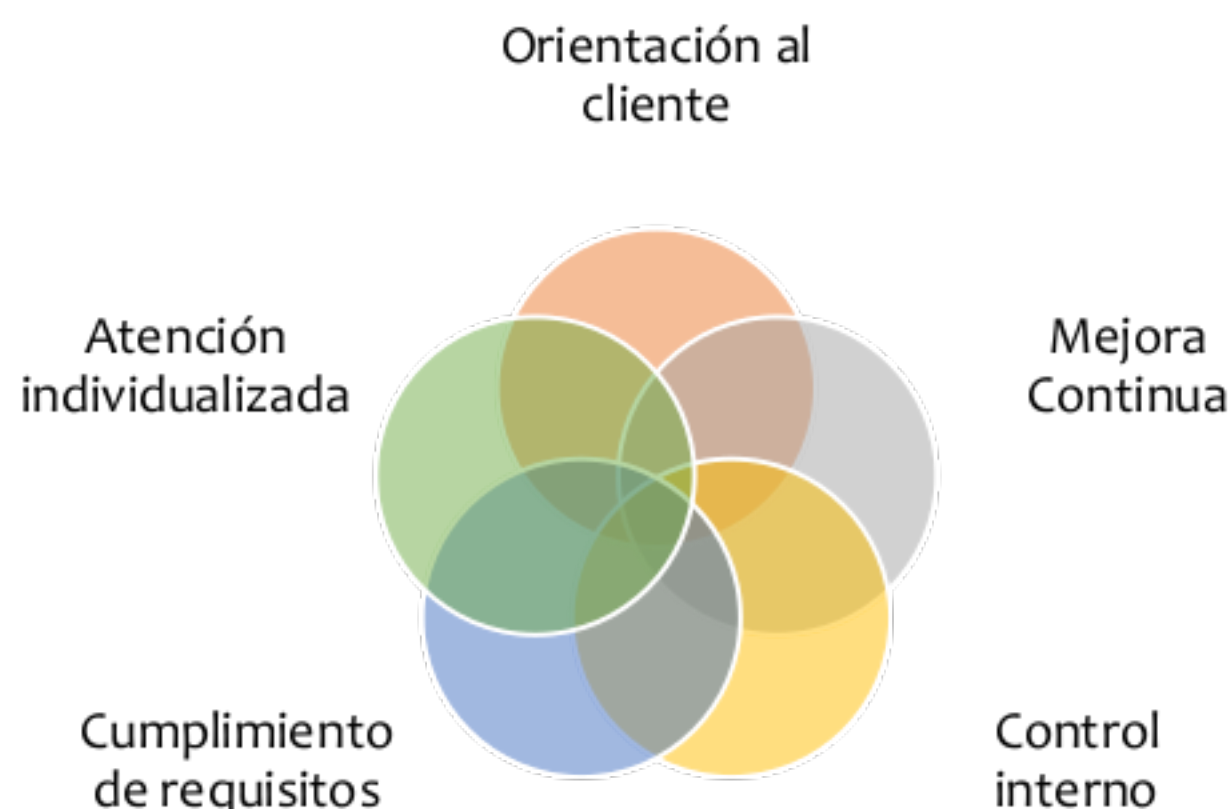 Orientación al
cliente
Atención
individualizada
Mejora
Continua
Cumplimiento
de requisitos
Control
interno